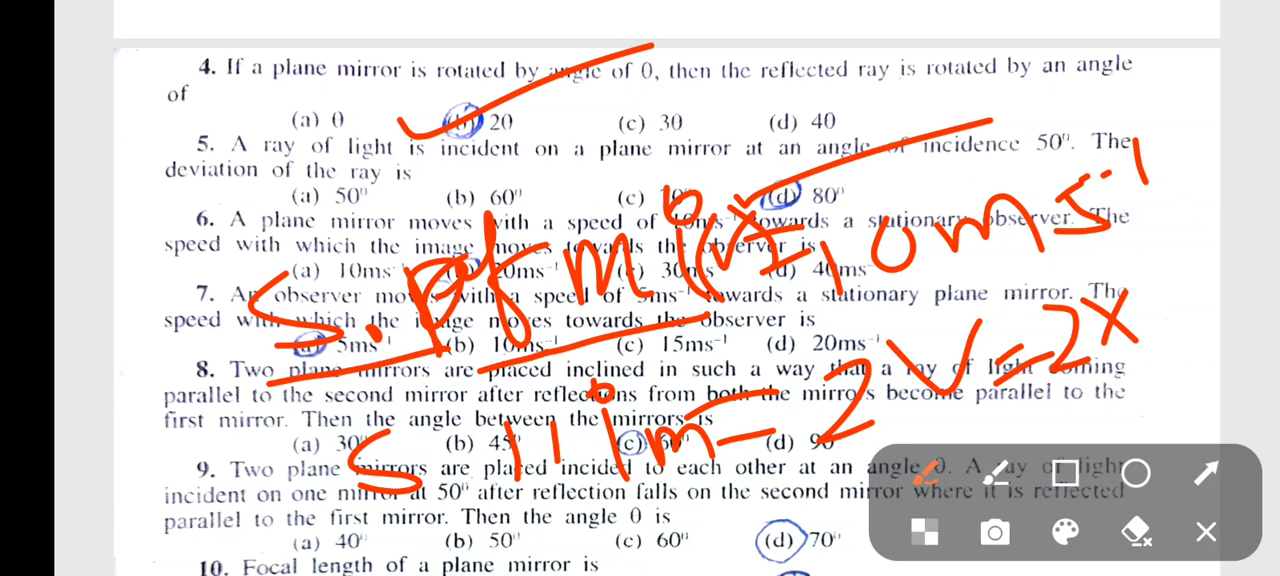 4. If a plane mirror is rotated by angle of θ, then the reflected ray is rotated by an angle
of
(a) θ (b) 2θ (c) 3θ (d) 4θ
5. A ray of light is incident on a plane mirror at an angle of incidence 50°. The
deviation of the ray is
(a) 50° (b) 60° (c) (d) 80°
6. A plane mirror moves with a speed of 10ms⁻¹ towards a stationary observer. The
speed with which the image moves towards the observer is
(a) 10ms⁻¹ 20ms⁻¹ (c) 30ms⁻¹ (d) 40ms⁻¹
7. An observer moves with a speed of 5ms⁻¹ towards a stationary plane mirror. The
speed with which the image moves towards the observer is
(a) 5ms⁻¹ (b) 10ms⁻¹ (c) 15ms⁻¹ (d) 20ms⁻¹
8. Two plane mirrors are placed inclined in such a way that a ray of light coming
parallel to the second mirror after reflections from both the mirrors become parallel to the
first mirror. Then the angle between the mirrors is
(a) 30° (b) 45° (c) 60° (d) 90
9. Two plane mirrors are placed incided to each other at an angle θ. A ray of light
incident on one mirror at 50° after reflection falls on the second mirror where it is reflected
parallel to the first mirror. Then the angle θ is
(a) 40° (b) 50° (c) 60° (d) 70°
10. Focal length of a plane mirror is
= 10ms⁻¹
= 2V = 2x